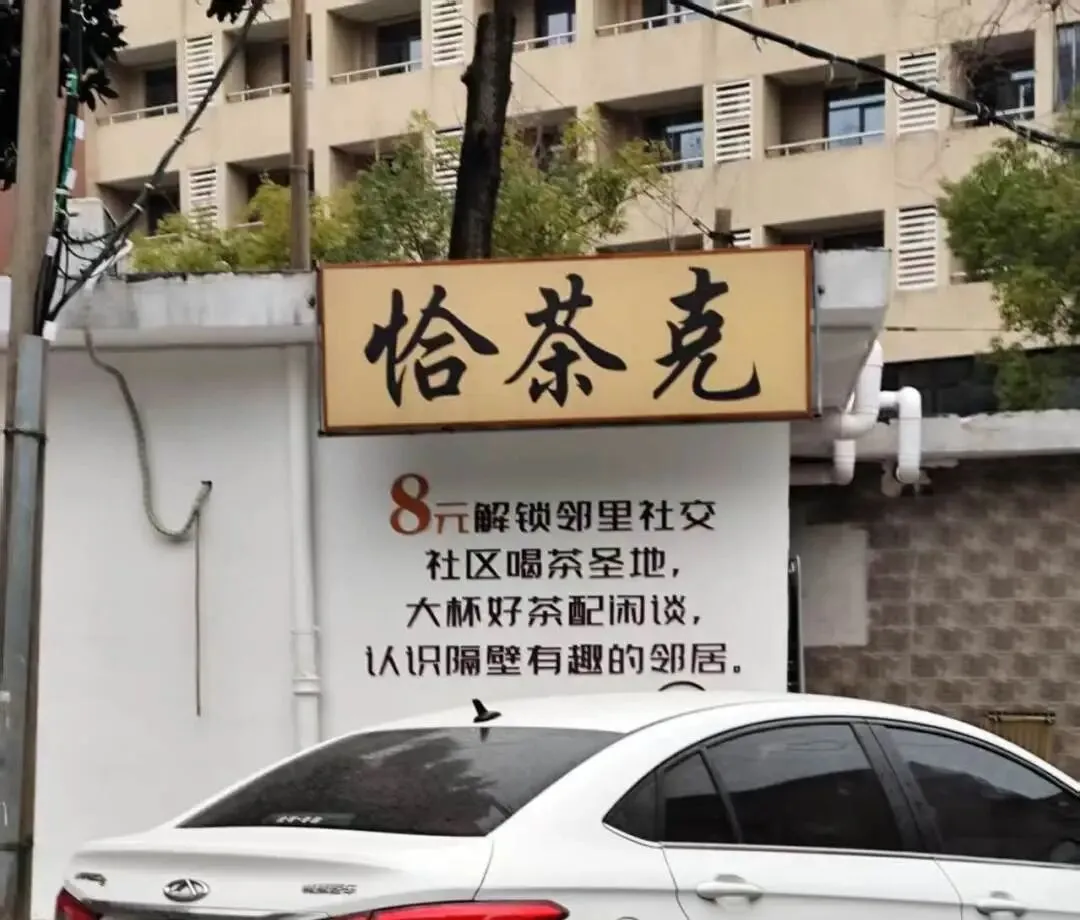 恰茶克
8元解锁邻里社交
社区喝茶圣地,
大杯好茶配闲谈,
认识隔壁有趣的邻居。